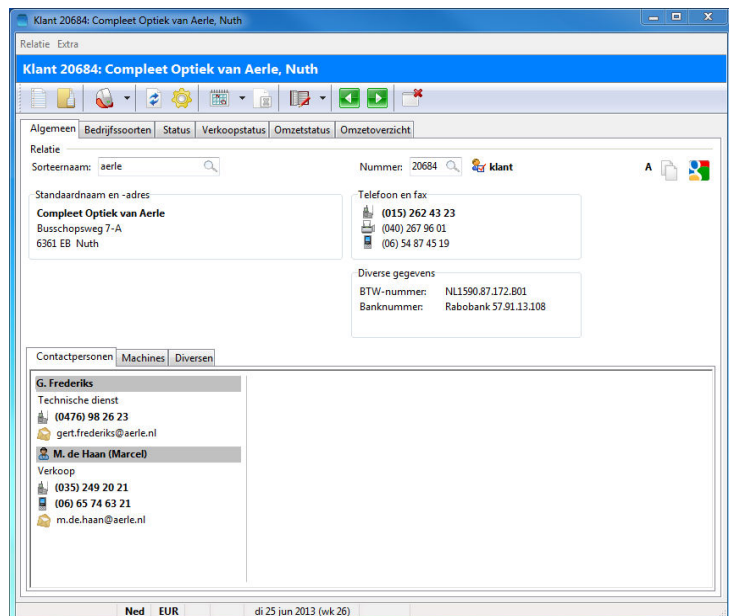 Klant 20684: Compleet Optiek van Aerle, Nuth
Relatie Extra
Klant 20684: Compleet Optiek van Aerle, Nuth
Algemeen Bedrijfssoorten Status Verkoopstatus Omzetstatus Omzetoverzicht
Relatie
Sorteernaam: aerle Nummer: 20684 klant A
Standaardnaam en -adres
Compleet Optiek van Aerle
Busschopsweg 7-A
6361 EB Nuth
Telefoon en fax
(015) 262 43 23
(040) 267 96 01
(06) 54 87 45 19
Diverse gegevens
BTW-nummer: NL1590.87.172.B01
Banknummer: Rabobank 57.91.13.108
Contactpersonen Machines Diversen
G. Frederiks
Technische dienst
(0476) 98 26 23
gert.frederiks@aerle.nl
M. de Haan (Marcel)
Verkoop
(035) 249 20 21
(06) 65 74 63 21
m.de.haan@aerle.nl
Ned EUR di 25 jun 2013 (wk 26)